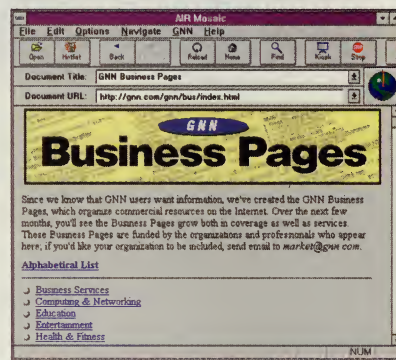 AIR Mosaic
File Edit Options Navigate GNN Help
Open Hotlist Back Reload Home Find Kiosk Stop
Document Title: GNN Business Pages
Document URL: http://gnn.com/gnn/bus/index.html
GNN
Business Pages
Since we know that GNN users want information, we've created the GNN Business
Pages, which organize commercial resources on the Internet. Over the next few
months, you'll see the Business Pages grow both in coverage as well as services.
These Business Pages are funded by the organizations and professionals who appear
here; if you'd like your organization to be included, send email to market@gnn.com.
Alphabetical List
Business Services
Computing & Networking
Education
Entertainment
Health & Fitness
NUM